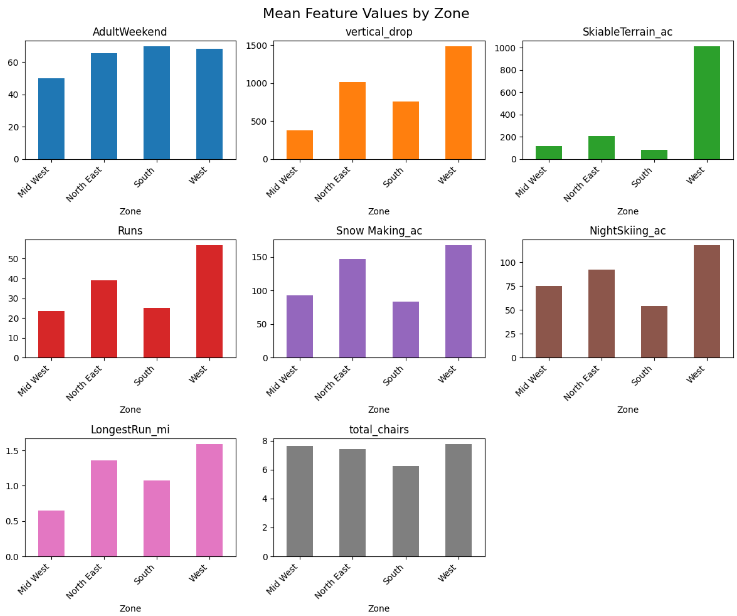 Mean Feature Values by Zone
AdultWeekend
60
40
20
0
Mid West
North East
South
West
Zone
vertical_drop
1500
1000
500
0
Mid West
North East
South
West
Zone
SkiableTerrain_ac
1000
800
600
400
200
0
Mid West
North East
South
West
Zone
Runs
50
40
30
20
10
0
Mid West
North East
South
West
Zone
Snow Making_ac
150
100
50
0
Mid West
North East
South
West
Zone
NightSkiing_ac
100
75
50
25
0
Mid West
North East
South
West
Zone
LongestRun_mi
1.5
1.0
0.5
0.0
Mid West
North East
South
West
Zone
total_chairs
8
6
4
2
0
Mid West
North East
South
West
Zone